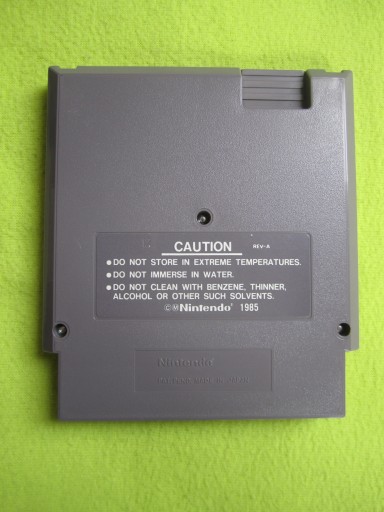 CAUTION REV-A
●DO NOT STORE IN EXTREME TEMPERATURES.
●DO NOT IMMERSE IN WATER.
●DO NOT CLEAN WITH BENZENE, THINNER,
ALCOHOL OR OTHER SUCH SOLVENTS.
©Ⓜ Nintendo® 1985
Nintendo®